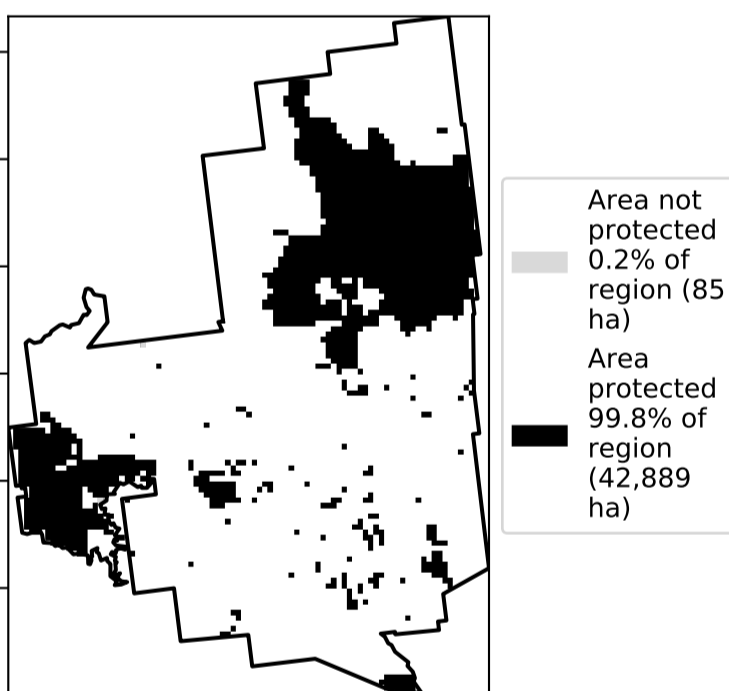 Area not
protected
0.2% of
region (85
ha)
Area
protected
99.8% of
region
(42,889
ha)